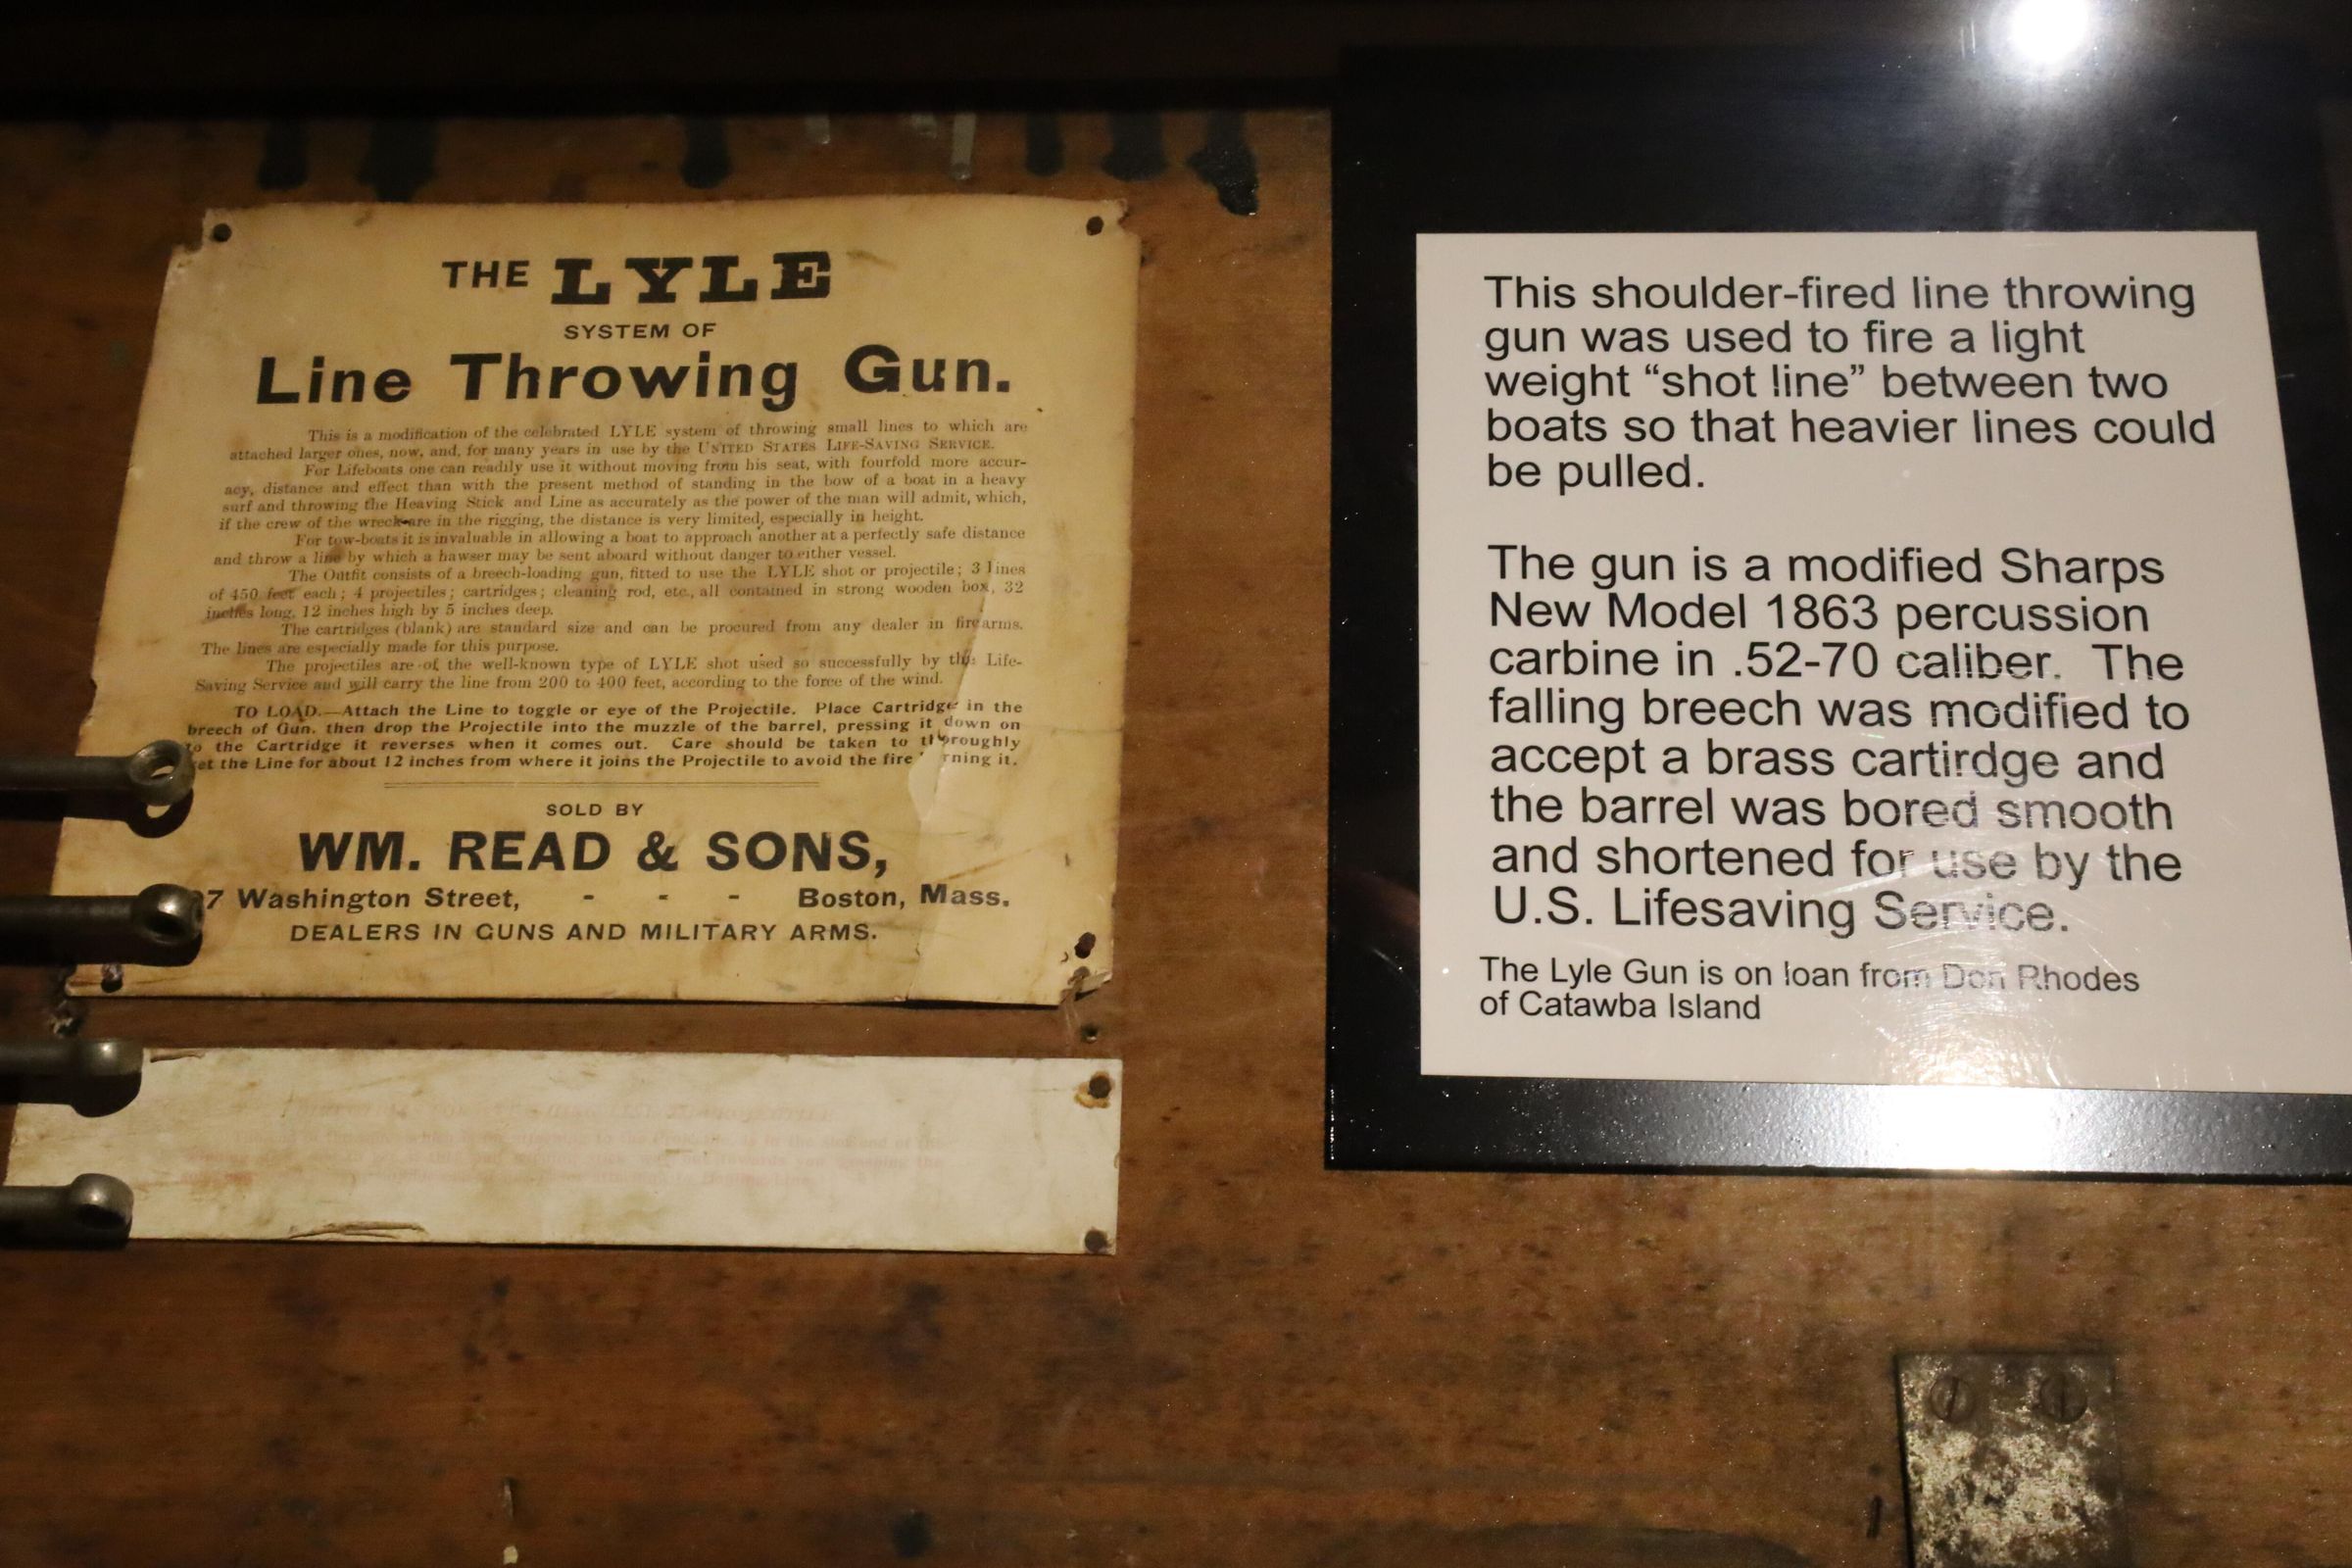 THE LYLE
SYSTEM OF
Line Throwing Gun.
This is a modification of the celebrated LYLE system of throwing small lines to which are
attached larger ones, now, and, for many years in use by the UNITED STATES LIFE-SAVING SERVICE.
For Lifeboats one can readily use it without moving from his seat, with fourfold more accur-
acy, distance and effect than with the present method of standing in the bow of a boat in a heavy
surf and throwing the Heaving Stick and Line as accurately as the power of the man will admit, which,
if the crew of the wreck are in the rigging, the distance is very limited, especially in height.
For tow-boats it is invaluable in allowing a boat to approach another at a perfectly safe distance
and throw a line by which a hawser may be sent aboard without danger to either vessel.
The Outfit consists of a breech-loading gun, fitted to use the LYLE shot or projectile; 3 lines
of 450 feet each; 4 projectiles; cartridges; cleaning rod, etc., all contained in strong wooden box, 32
inches long, 12 inches high by 5 inches deep.
The cartridges (blank) are standard size and can be procured from any dealer in firearms.
The lines are especially made for this purpose.
The projectiles are of the well-known type of LYLE shot used so successfully by the Life-
Saving Service and will carry the line from 200 to 400 feet, according to the force of the wind.
TO LOAD.—Attach the Line to toggle or eye of the Projectile. Place Cartridge in the
breech of Gun, then drop the Projectile into the muzzle of the barrel, pressing it down on
to the Cartridge it reverses when it comes out. Care should be taken to thoroughly
et the Line for about 12 inches from where it joins the Projectile to avoid the fire rning it.
SOLD BY
WM. READ & SONS,
7 Washington Street, - - - Boston, Mass.
DEALERS IN GUNS AND MILITARY ARMS.
This shoulder-fired line throwing
gun was used to fire a light
weight “shot line” between two
boats so that heavier lines could
be pulled.
The gun is a modified Sharps
New Model 1863 percussion
carbine in .52-70 caliber. The
falling breech was modified to
accept a brass cartirdge and
the barrel was bored smooth
and shortened for use by the
U.S. Lifesaving Service.
The Lyle Gun is on loan from Don Rhodes
of Catawba Island